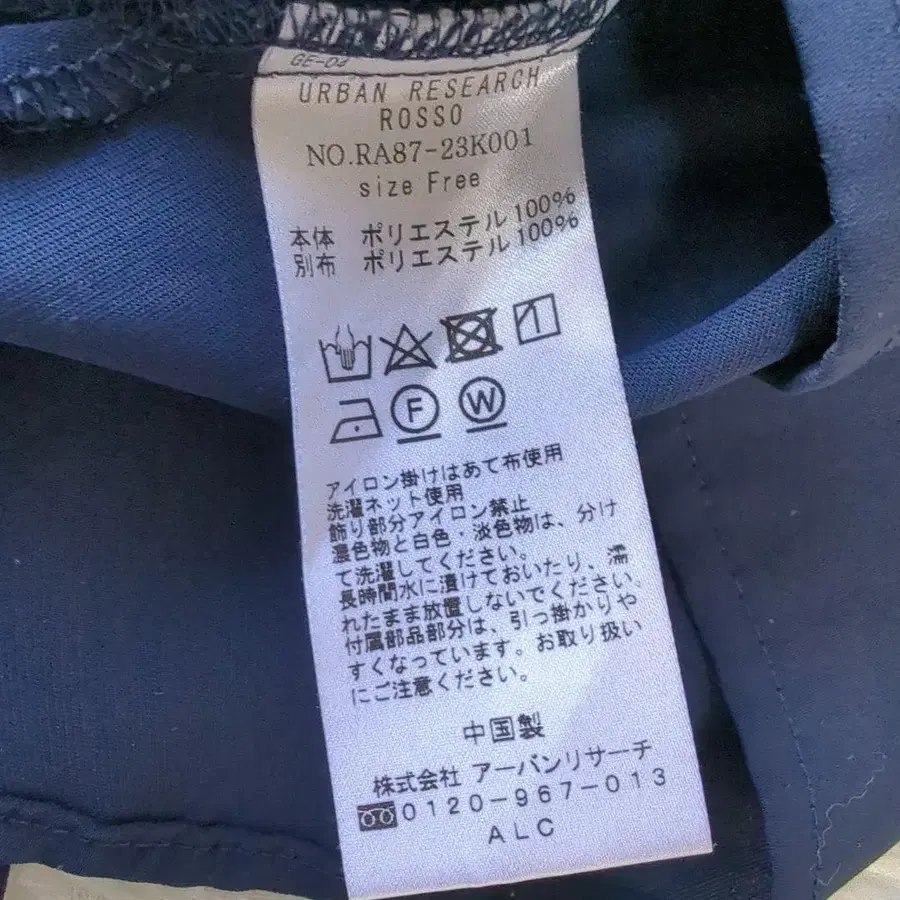 GE-04
URBAN RESEARCH
ROSSO
NO.RA87-23K001
size Free
本体 ポリエステル 100%
別布 ポリエステル 100%
F W
アイロン掛けはあて布使用
洗濯ネット使用
飾り部分アイロン禁止
濃色物と白色・淡色物は、分け
て洗濯してください。
長時間水に漬けておいたり、濡
れたまま放置しないでください。
付属部品部分は、引っ掛かりや
すくなっています。お取り扱い
にご注意ください。
中国製
株式会社 アーバンリサーチ
0120-967-013
ALC